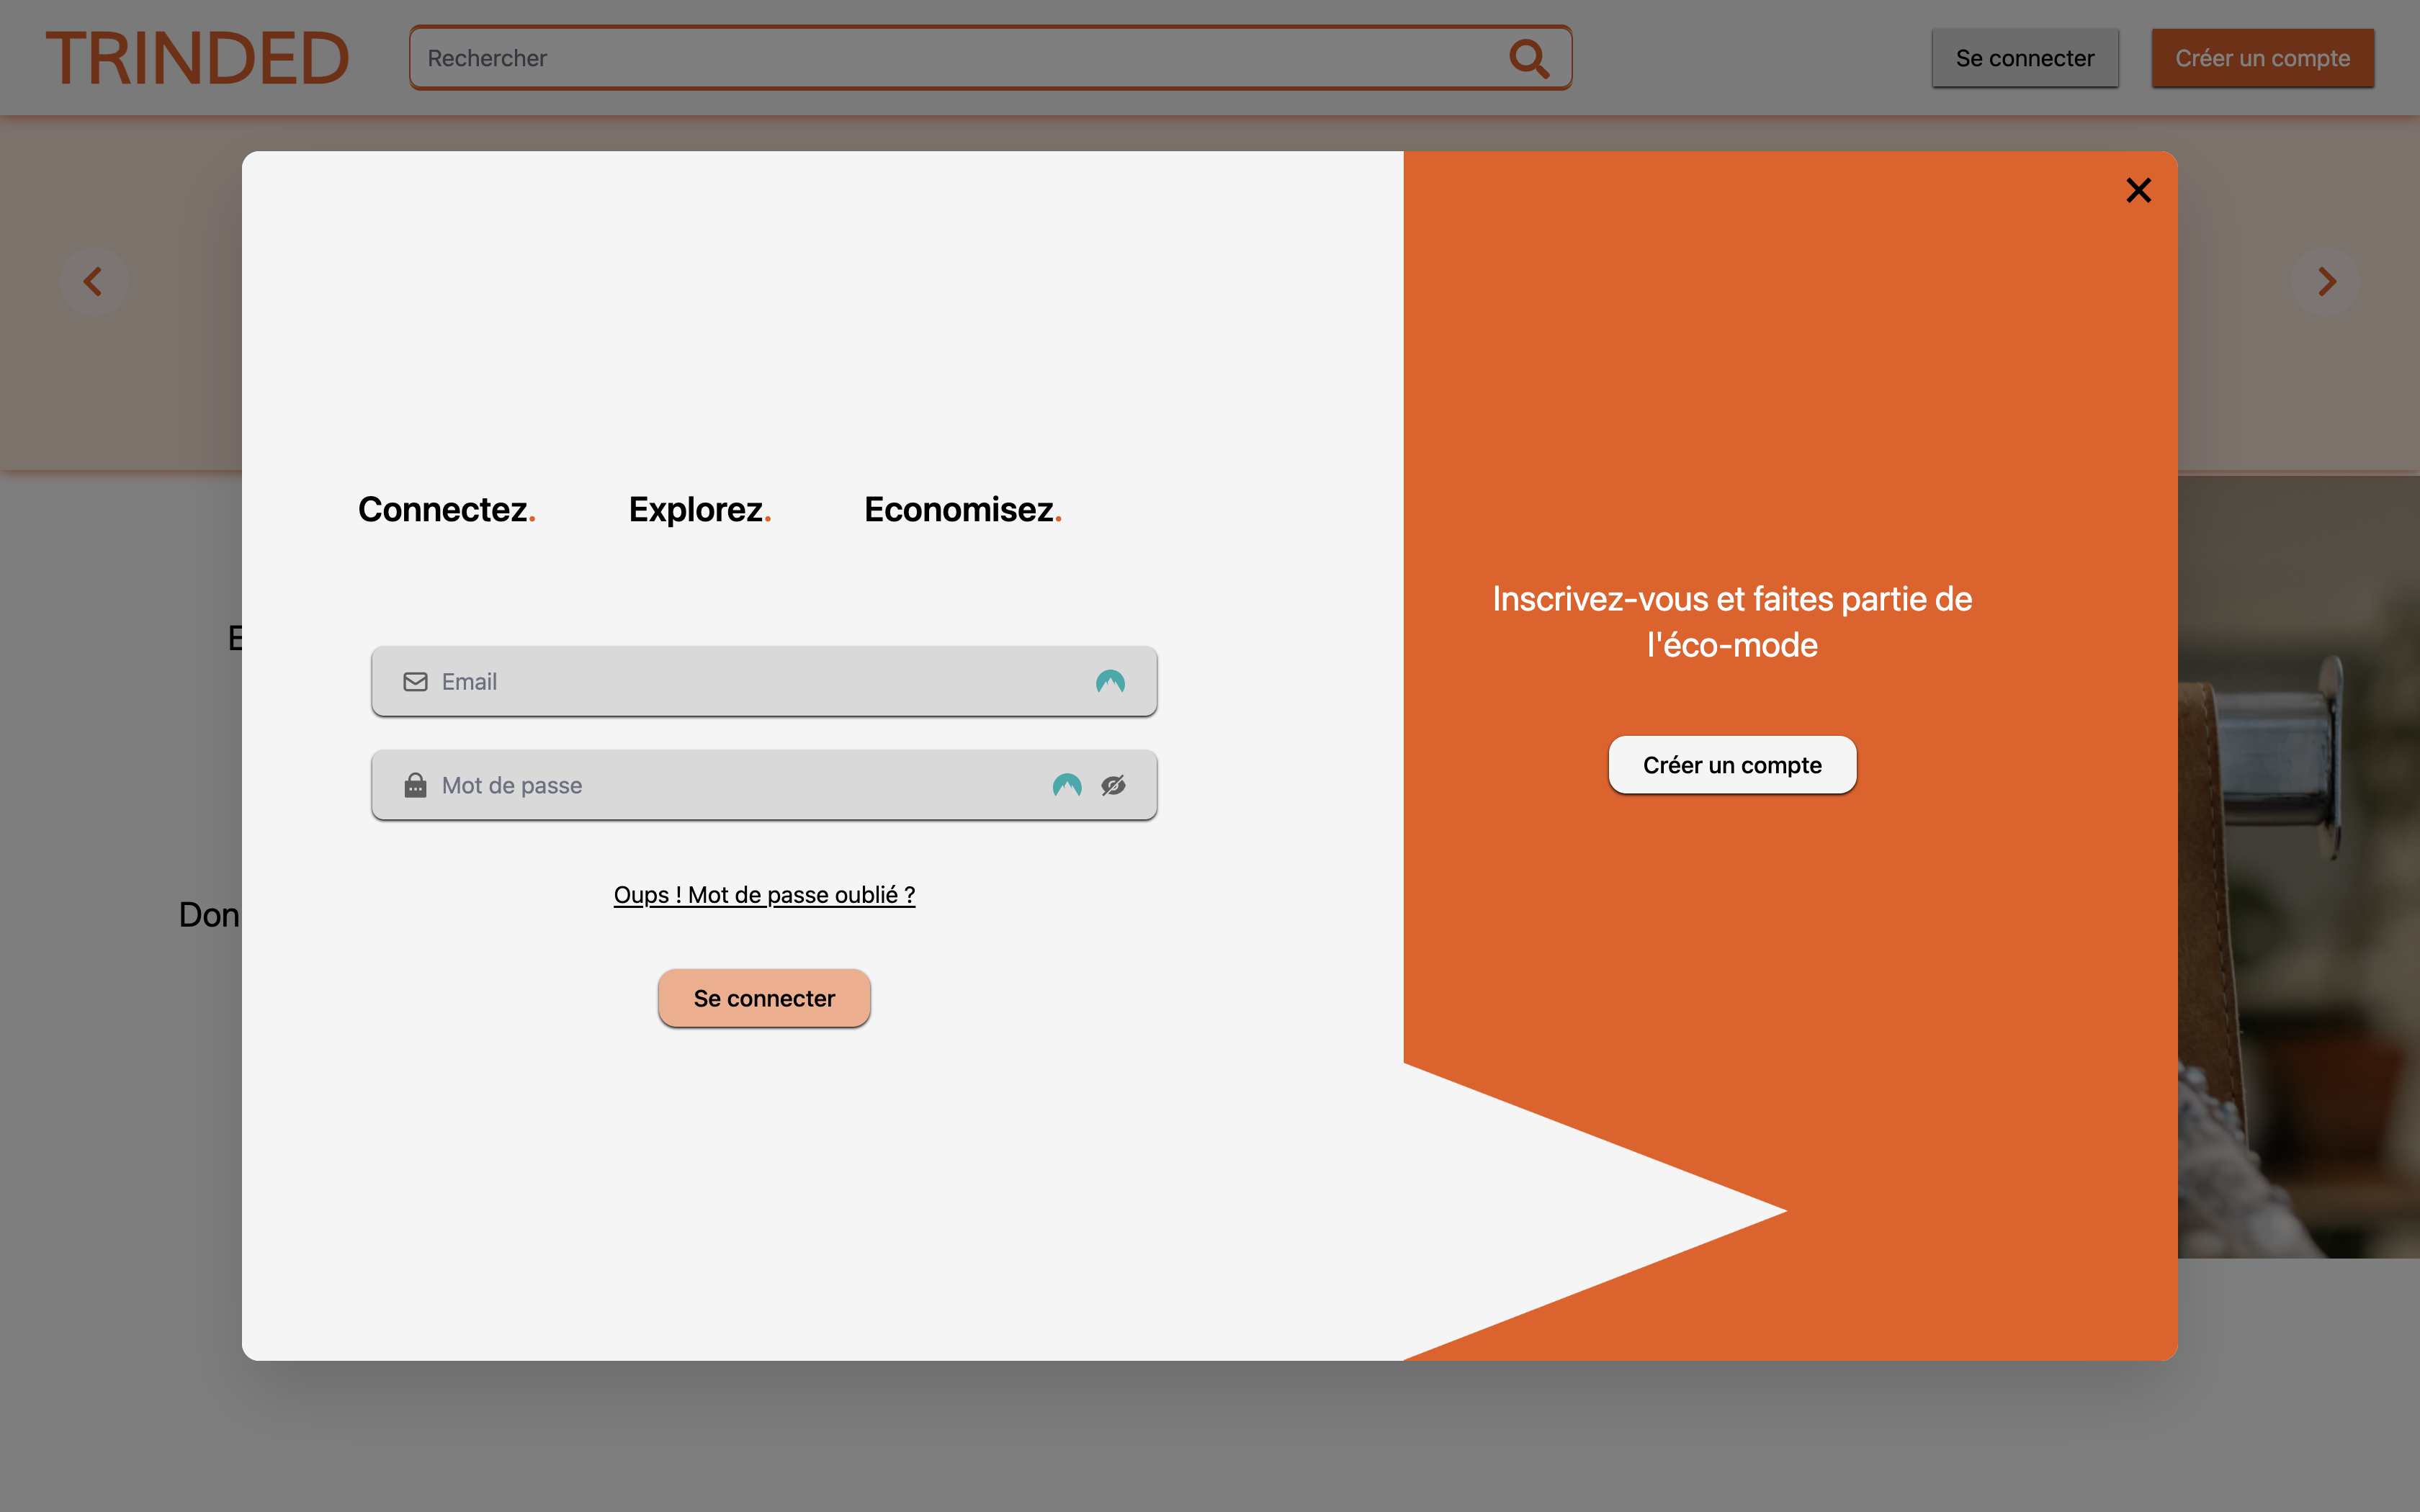 TRINDED
Rechercher
Se connecter
Créer un compte
Connectez. Explorez. Economisez.
Email
Mot de passe
Oups ! Mot de passe oublié ?
Se connecter
Inscrivez-vous et faites partie de
l'éco-mode
Créer un compte
Don